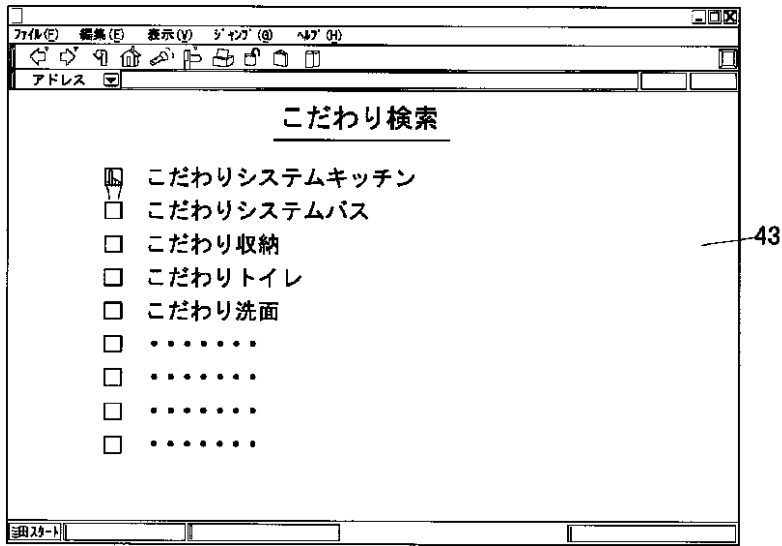 ファイル(F) 編集(E) 表示(V) ジャンプ(G) ヘルプ(H)
アドレス
こだわり検索
こだわりシステムキッチン
こだわりシステムバス
こだわり収納
こだわりトイレ
こだわり洗面
・・・・・・・
・・・・・・・
・・・・・・・
・・・・・・・
43
スタート